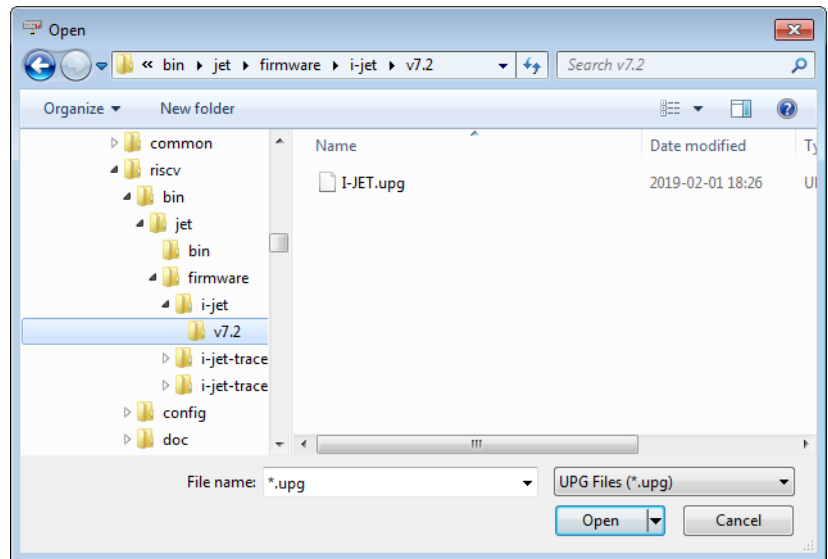 Open
« bin ▸ jet ▸ firmware ▸ i-jet ▸ v7.2
Search v7.2
Organize
New folder
Name
Date modified
common
riscv
bin
jet
bin
firmware
i-jet
v7.2
i-jet-trace
i-jet-trace
config
doc
I-JET.upg
2019-02-01 18:26
File name:
*.upg
UPG Files (*.upg)
Open
Cancel